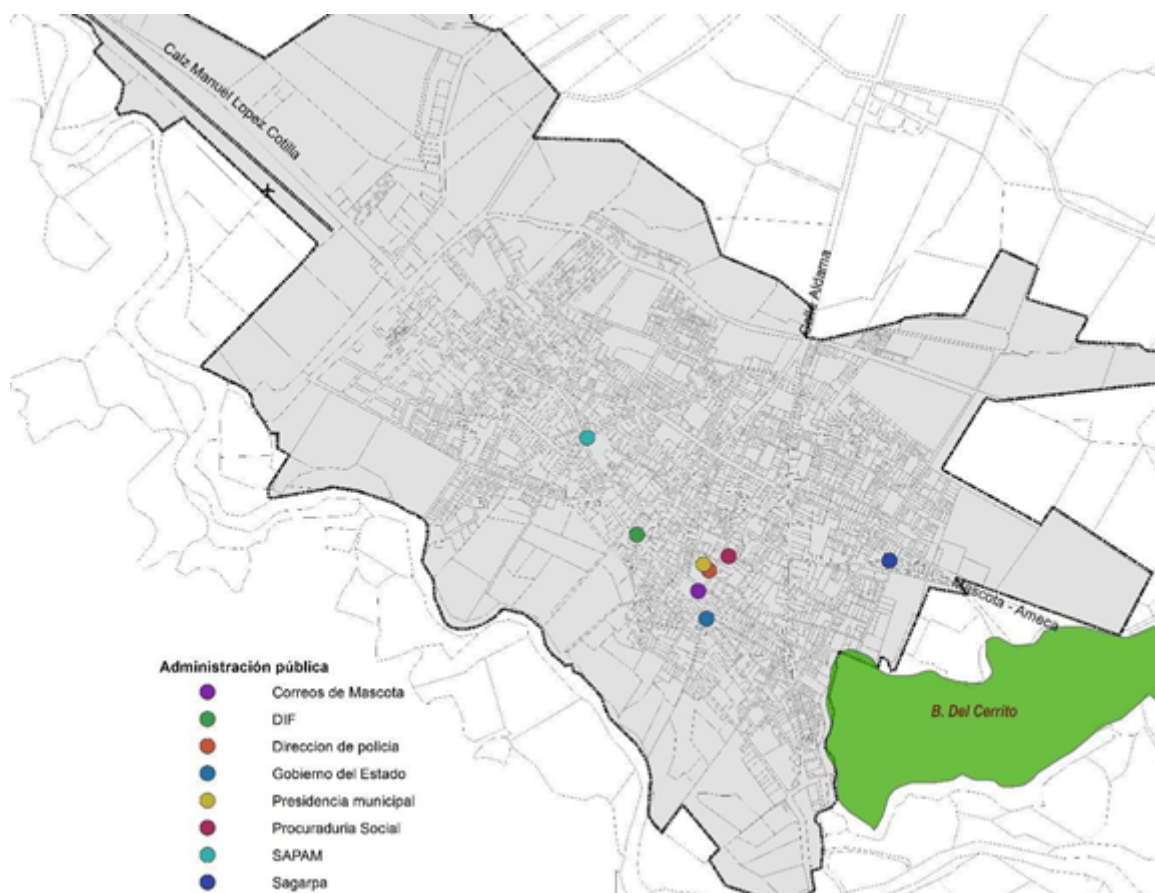 Calz Manuel Lopez Cotilla
Aldama
Mascota - Ameca
B. Del Cerrito
Administración pública
Correos de Mascota
DIF
Direccion de policia
Gobierno del Estado
Presidencia municipal
Procuraduria Social
SAPAM
Sagarpa